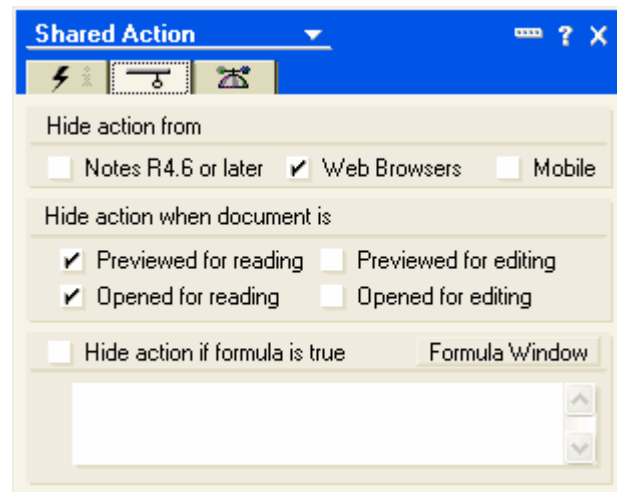 Shared Action ?
Hide action from
Notes R4.6 or later Web Browsers Mobile
Hide action when document is
Previewed for reading Previewed for editing
Opened for reading Opened for editing
Hide action if formula is true Formula Window